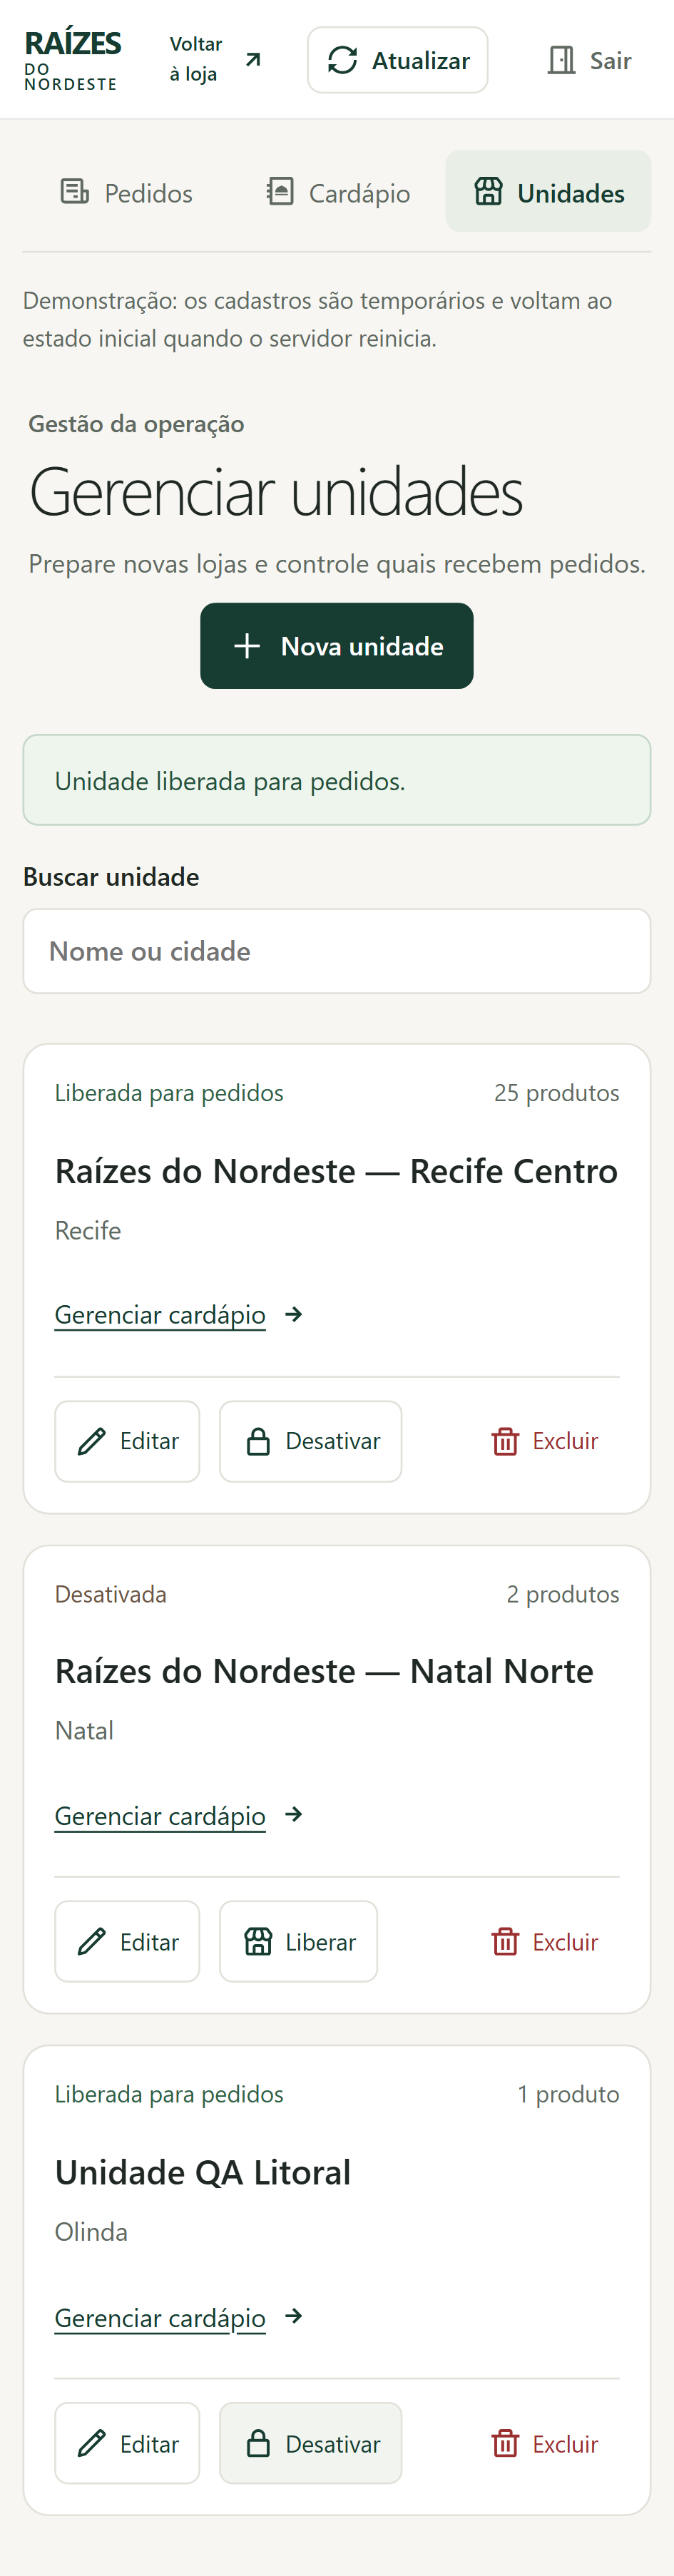 RAÍZES
DO
NORDESTE
Voltar
à loja
Atualizar
Sair
Pedidos
Cardápio
Unidades
Demonstração: os cadastros são temporários e voltam ao
estado inicial quando o servidor reinicia.
Gestão da operação
Gerenciar unidades
Prepare novas lojas e controle quais recebem pedidos.
Nova unidade
Unidade liberada para pedidos.
Buscar unidade
Nome ou cidade
Liberada para pedidos
25 produtos
Raízes do Nordeste — Recife Centro
Recife
Gerenciar cardápio
Editar
Desativar
Excluir
Desativada
2 produtos
Raízes do Nordeste — Natal Norte
Natal
Gerenciar cardápio
Editar
Liberar
Excluir
Liberada para pedidos
1 produto
Unidade QA Litoral
Olinda
Gerenciar cardápio
Editar
Desativar
Excluir